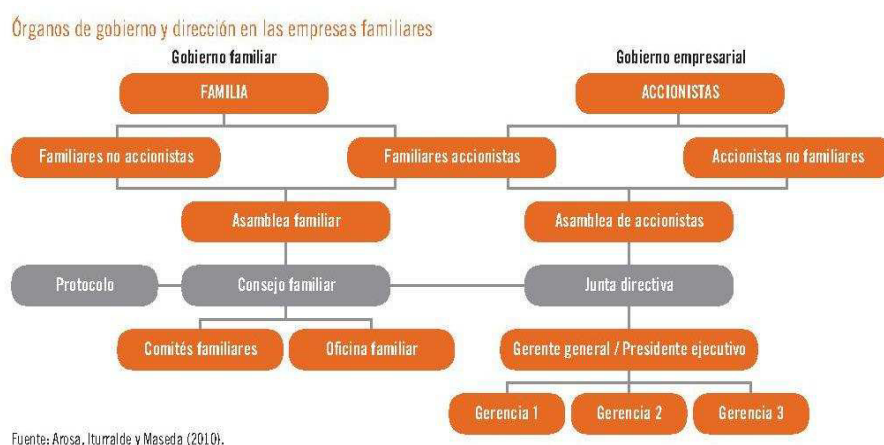 Órganos de gobierno y dirección en las empresas familiares
Gobierno familiar
Gobierno empresarial
FAMILIA
ACCIONISTAS
Familiares no accionistas
Familiares accionistas
Accionistas no familiares
Asamblea familiar
Asamblea de accionistas
Protocolo
Consejo familiar
Junta directiva
Comités familiares
Oficina familiar
Gerente general / Presidente ejecutivo
Gerencia 1
Gerencia 2
Gerencia 3
Fuente: Arosa, Iturralde y Maseda (2010).